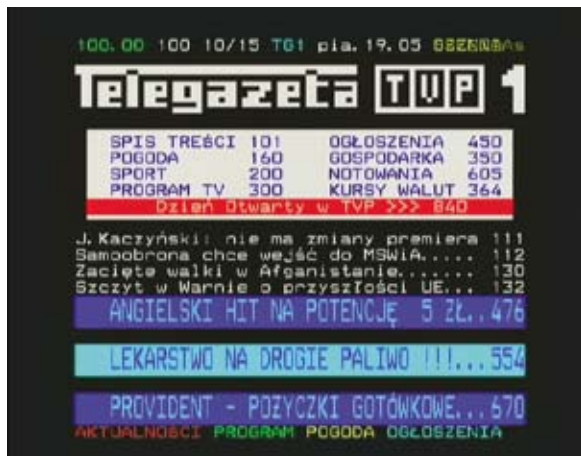 100.00 100 10/15 TG1 pia. 19.05
Telegazeta TVP 1
SPIS TREŚCI 101 OGŁOSZENIA 450
POGODA 160 GOSPODARKA 350
SPORT 200 NOTOWANIA 605
PROGRAM TV 300 KURSY WALUT 364
Dzień Otwarty w TVP >>> 840
J.Kaczyński: nie ma zmiany premiera 111
Samoobrona chce wejść do MSWiA..... 112
Zacięte walki w Afganistanie....... 130
Szczyt w Warnie o przyszłości UE... 132
ANGIELSKI HIT NA POTENCJĘ 5 ZŁ..476
LEKARSTWO NA DROGIE PALIWO !!!...554
PROVIDENT - POŻYCZKI GOTÓWKOWE...670
AKTUALNOŚCI PROGRAM POGODA OGŁOSZENIA